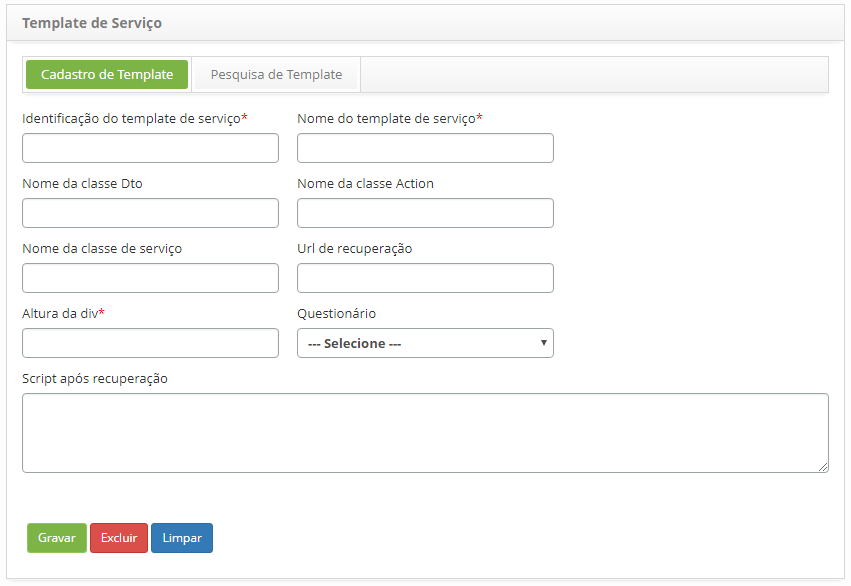 Template de Serviço
Cadastro de Template Pesquisa de Template
Identificação do template de serviço* Nome do template de serviço*
Nome da classe Dto Nome da classe Action
Nome da classe de serviço Url de recuperação
Altura da div* Questionário
--- Selecione ---
Script após recuperação
Gravar Excluir Limpar